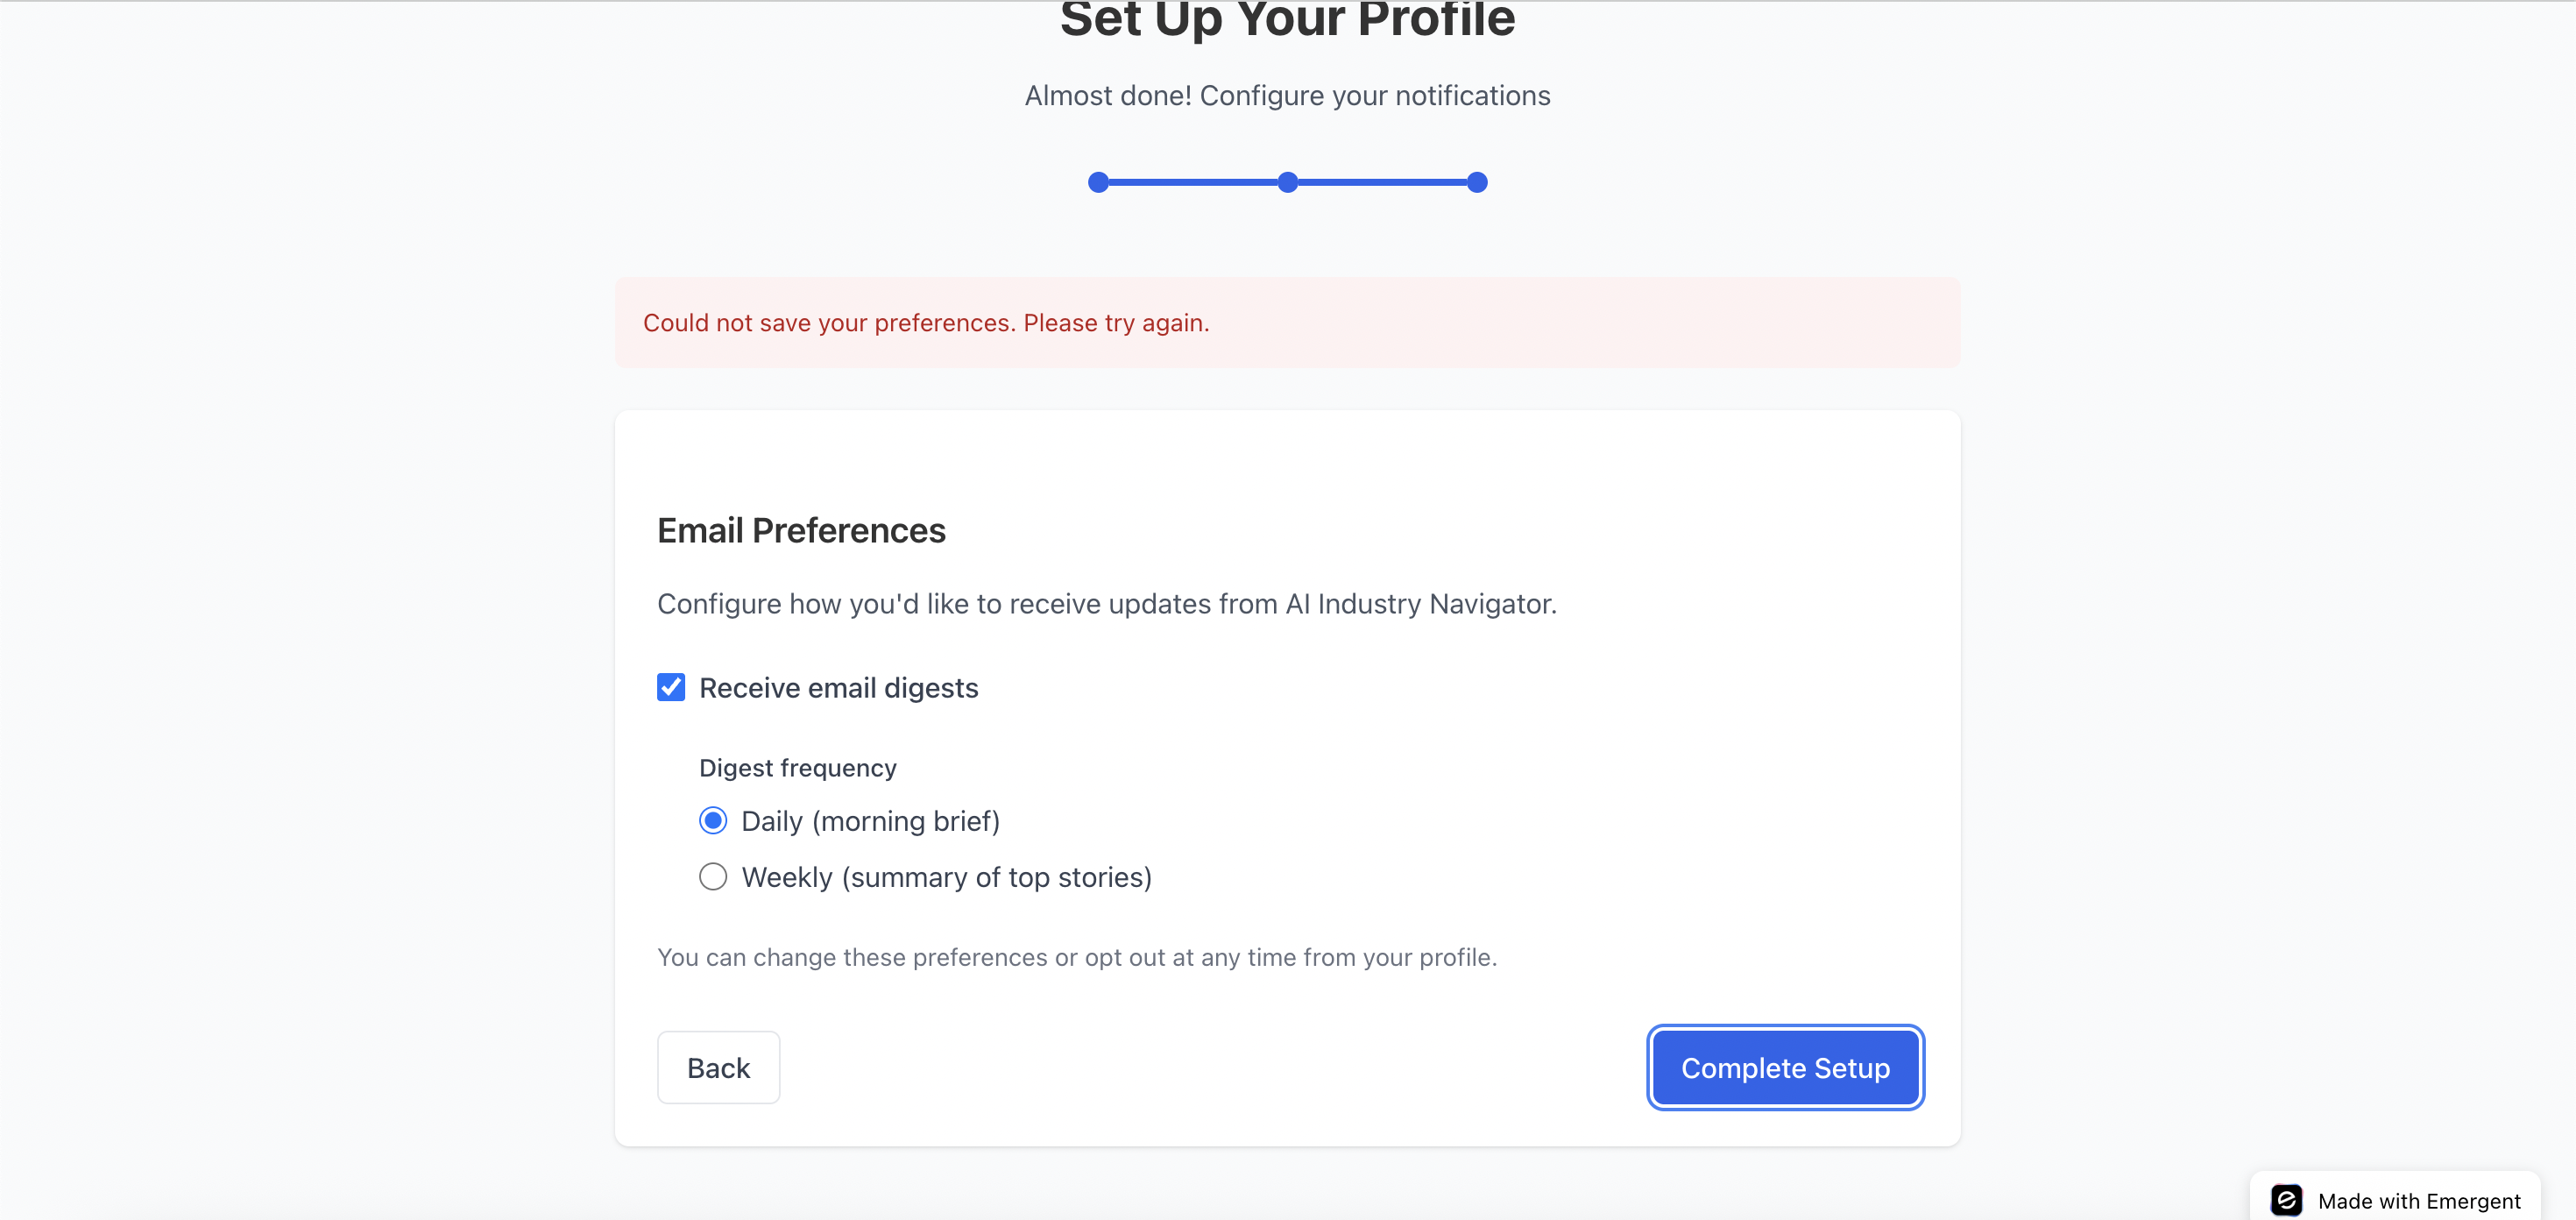 Set Up Your Profile
Almost done! Configure your notifications
Could not save your preferences. Please try again.
Email Preferences
Configure how you'd like to receive updates from AI Industry Navigator.
Receive email digests
Digest frequency
Daily (morning brief)
Weekly (summary of top stories)
You can change these preferences or opt out at any time from your profile.
Back
Complete Setup
Made with Emergent